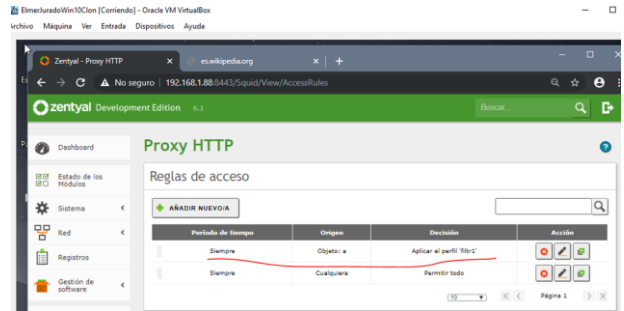 ElmerJuradoWin10Clon [Corriendo] - Oracle VM VirtualBox
Archivo Máquina Ver Entrada Dispositivos Ayuda
Zentyal - Proxy HTTP
es.wikipedia.org
No seguro 192.168.1.88:8443/Squid/View/AccessRules
zentyal Development Edition 6.1
Buscar...
Dashboard
Estado de los Módulos
Sistema
Red
Registros
Gestión de software
Proxy HTTP
Reglas de acceso
AÑADIR NUEVO/A
Período de tiempo Origen Decisión Acción
Siempre Objeto: a Aplicar el perfil 'filtr1'
Siempre Cualquiera Permitir todo
10 Página 1